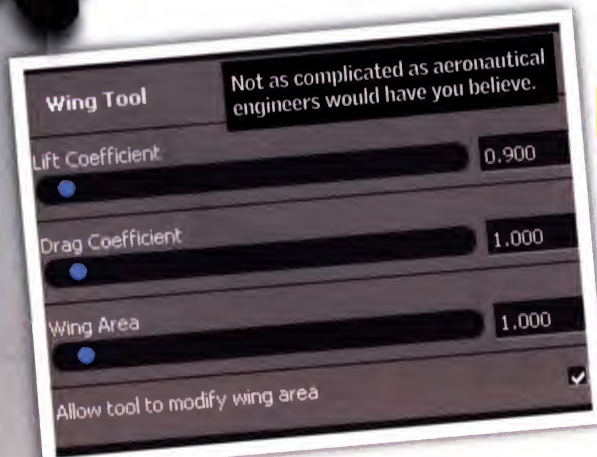 Wing Tool
Not as complicated as aeronautical
engineers would have you believe.
Lift Coefficient
0.900
Drag Coefficient
1.000
Wing Area
1.000
Allow tool to modify wing area